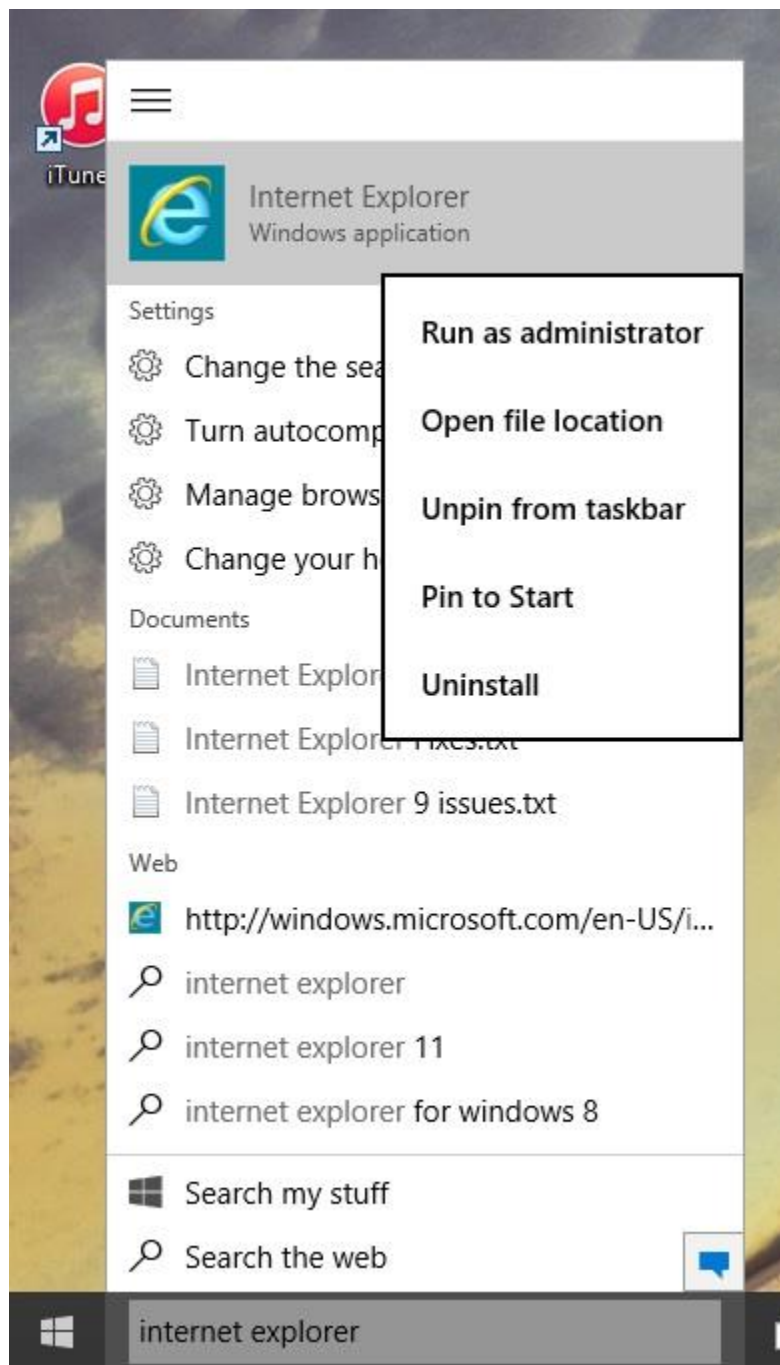 iTune
Internet Explorer
Windows application
Settings
Change the sea
Turn autocomp
Manage brows
Change your h
Run as administrator
Open file location
Unpin from taskbar
Pin to Start
Uninstall
Documents
Internet Explor
Internet Explorer Fixes.txt
Internet Explorer 9 issues.txt
Web
http://windows.microsoft.com/en-US/i...
internet explorer
internet explorer 11
internet explorer for windows 8
Search my stuff
Search the web
internet explorer